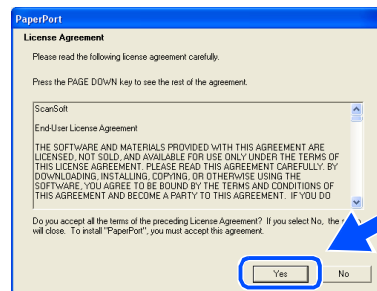 PaperPort
License Agreement
Please read the following license agreement carefully.
Press the PAGE DOWN key to see the rest of the agreement.
ScanSoft
End-User License Agreement
THE SOFTWARE AND MATERIALS PROVIDED WITH THIS AGREEMENT ARE
LICENSED, NOT SOLD, AND AVAILABLE FOR USE ONLY UNDER THE TERMS OF
THIS LICENSE AGREEMENT. PLEASE READ THIS AGREEMENT CAREFULLY. BY
DOWNLOADING, INSTALLING, COPYING, OR OTHERWISE USING THE
SOFTWARE, YOU AGREE TO BE BOUND BY THE TERMS AND CONDITIONS OF
THIS AGREEMENT AND BECOME A PARTY TO THIS AGREEMENT. IF YOU DO
Do you accept all the terms of the preceding License Agreement? If you select No, the
will close. To install "PaperPort", you must accept this agreement.
Yes
No